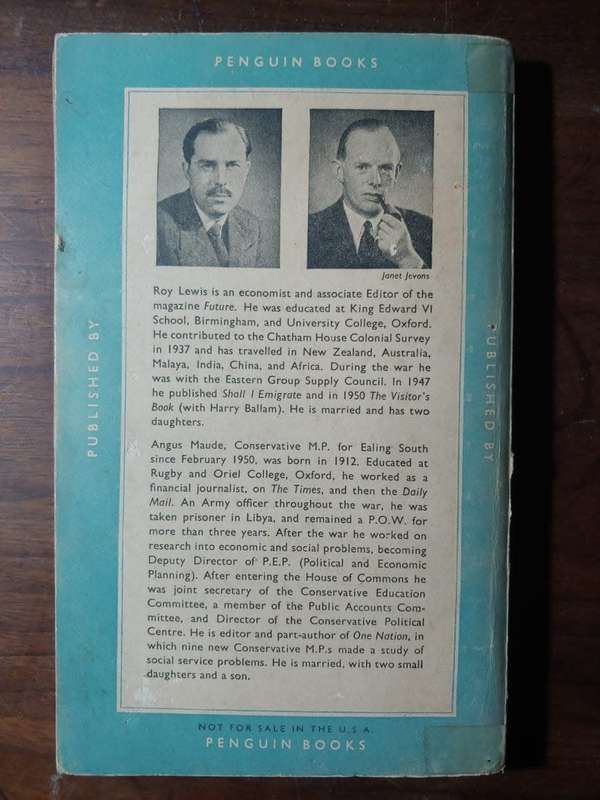 PENGUIN BOOKS
PUBLISHED BY
PUBLISHED BY
Janet Jevons
Roy Lewis is an economist and associate Editor of the
magazine Future. He was educated at King Edward VI
School, Birmingham, and University College, Oxford.
He contributed to the Chatham House Colonial Survey
in 1937 and has travelled in New Zealand, Australia,
Malaya, India, China, and Africa. During the war he
was with the Eastern Group Supply Council. In 1947
he published Shall I Emigrate and in 1950 The Visitor's
Book (with Harry Ballam). He is married and has two
daughters.
Angus Maude, Conservative M.P. for Ealing South
since February 1950, was born in 1912. Educated at
Rugby and Oriel College, Oxford, he worked as a
financial journalist, on The Times, and then the Daily
Mail. An Army officer throughout the war, he was
taken prisoner in Libya, and remained a P.O.W. for
more than three years. After the war he worked on
research into economic and social problems, becoming
Deputy Director of P.E.P. (Political and Economic
Planning). After entering the House of Commons he
was joint secretary of the Conservative Education
Committee, a member of the Public Accounts Com-
mittee, and Director of the Conservative Political
Centre. He is editor and part-author of One Nation, in
which nine new Conservative M.P.s made a study of
social service problems. He is married, with two small
daughters and a son.
NOT FOR SALE IN THE U.S.A.
PENGUIN BOOKS